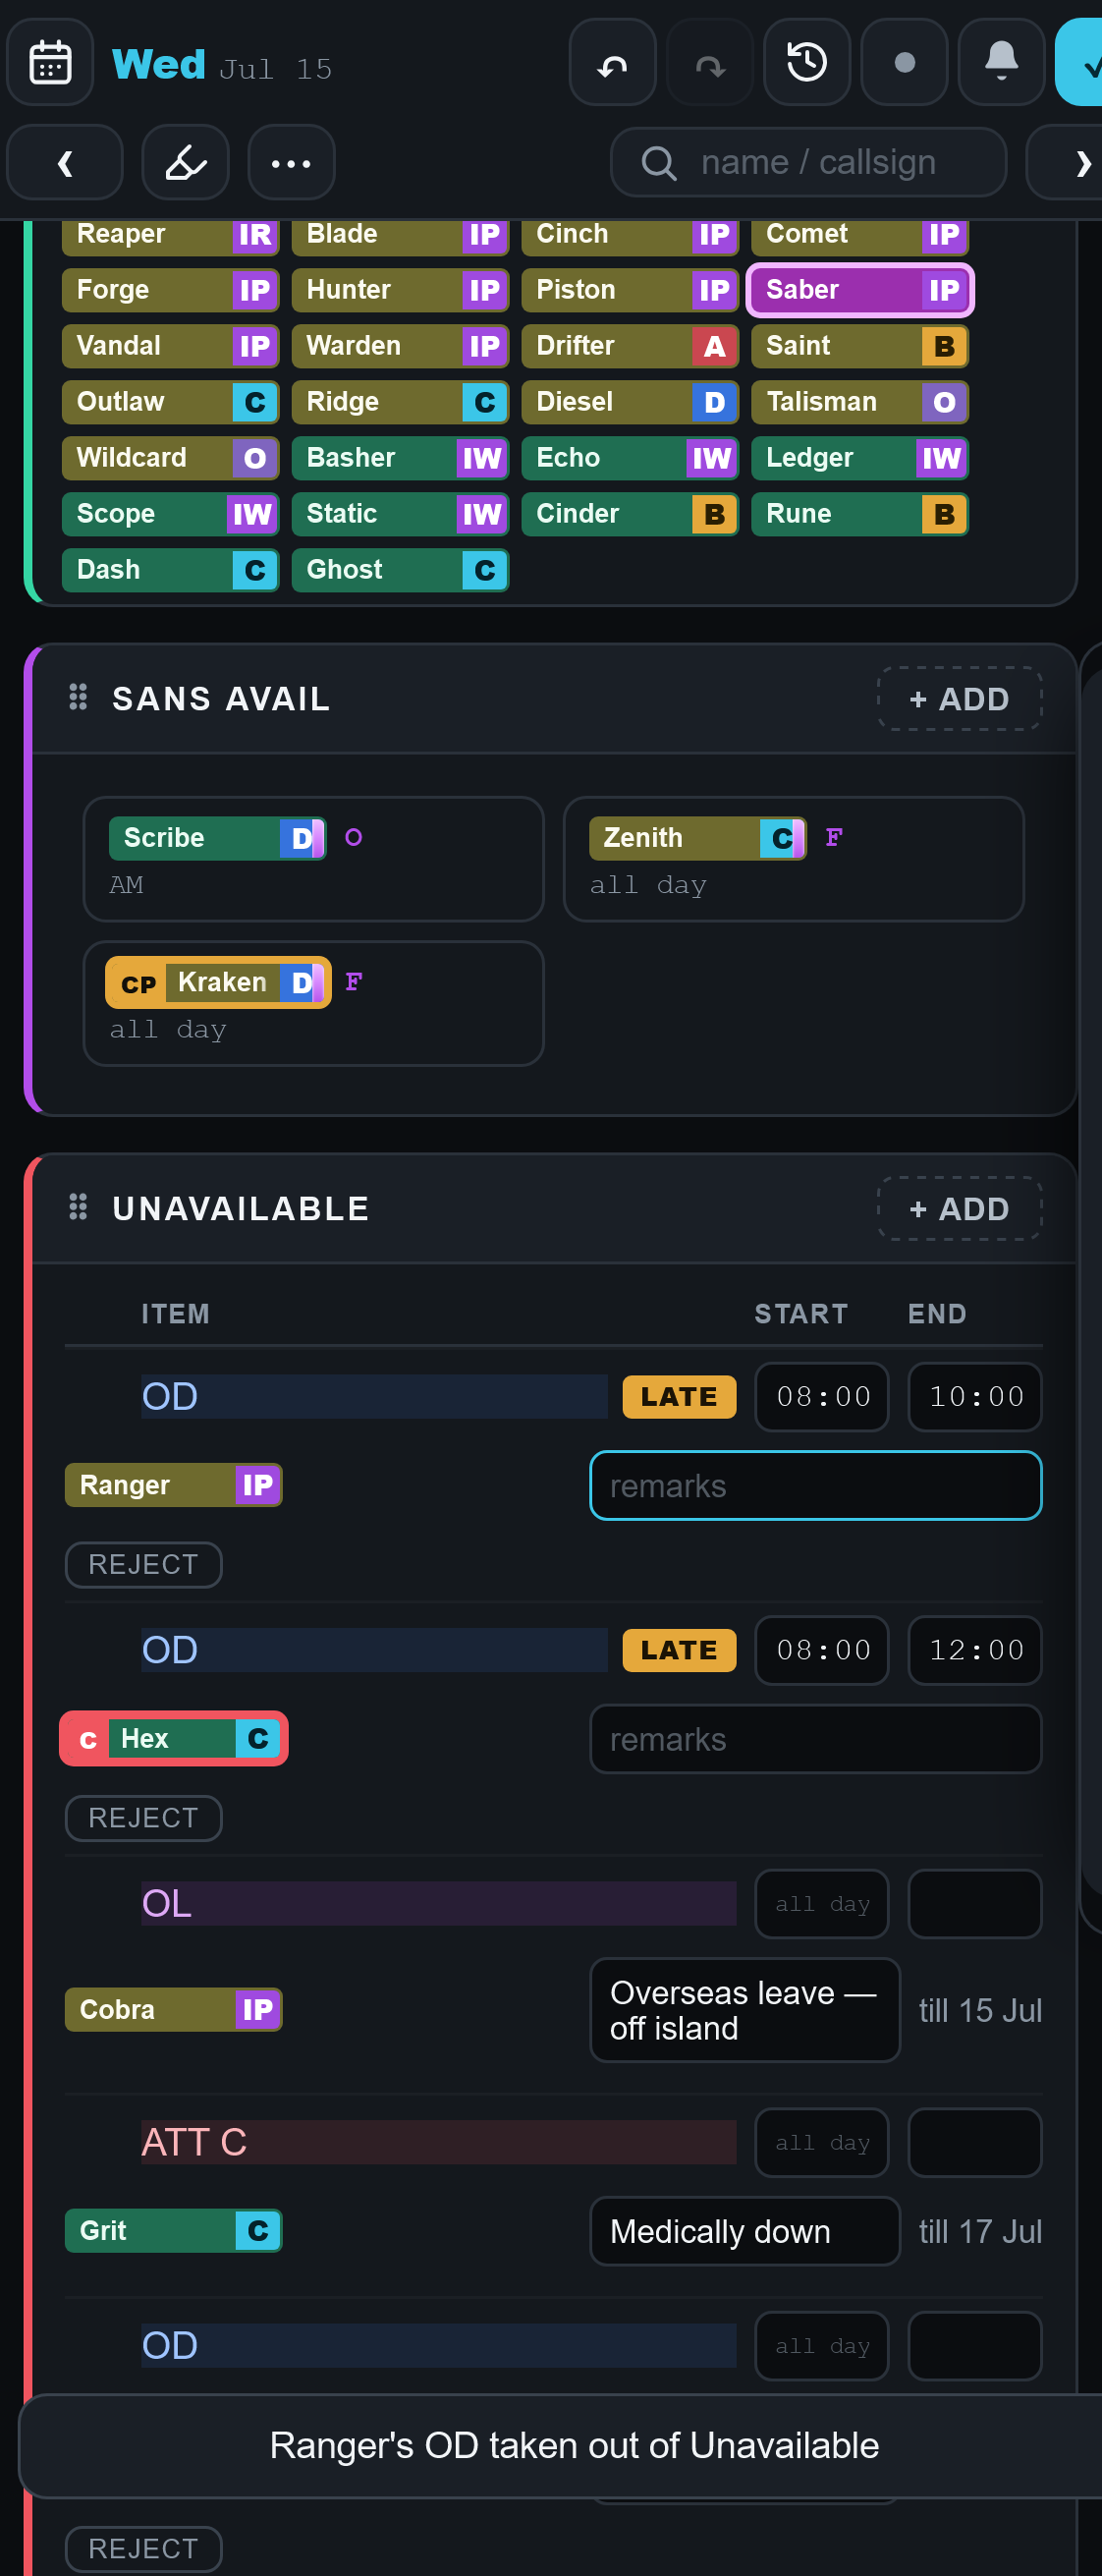 Wed Jul 15
name / callsign
Reaper IR Blade IP Cinch IP Comet IP
Forge IP Hunter IP Piston IP Saber IP
Vandal IP Warden IP Drifter A Saint B
Outlaw C Ridge C Diesel D Talisman O
Wildcard O Basher IW Echo IW Ledger IW
Scope IW Static IW Cinder B Rune B
Dash C Ghost C
SANS AVAIL + ADD
Scribe D O Zenith C F
AM all day
CP Kraken D F
all day
UNAVAILABLE + ADD
ITEM START END
OD LATE 08:00 10:00
Ranger IP remarks
REJECT
OD LATE 08:00 12:00
C Hex C remarks
REJECT
OL all day
Cobra IP Overseas leave — off island till 15 Jul
ATT C all day
Grit C Medically down till 17 Jul
OD all day
Ranger's OD taken out of Unavailable
REJECT